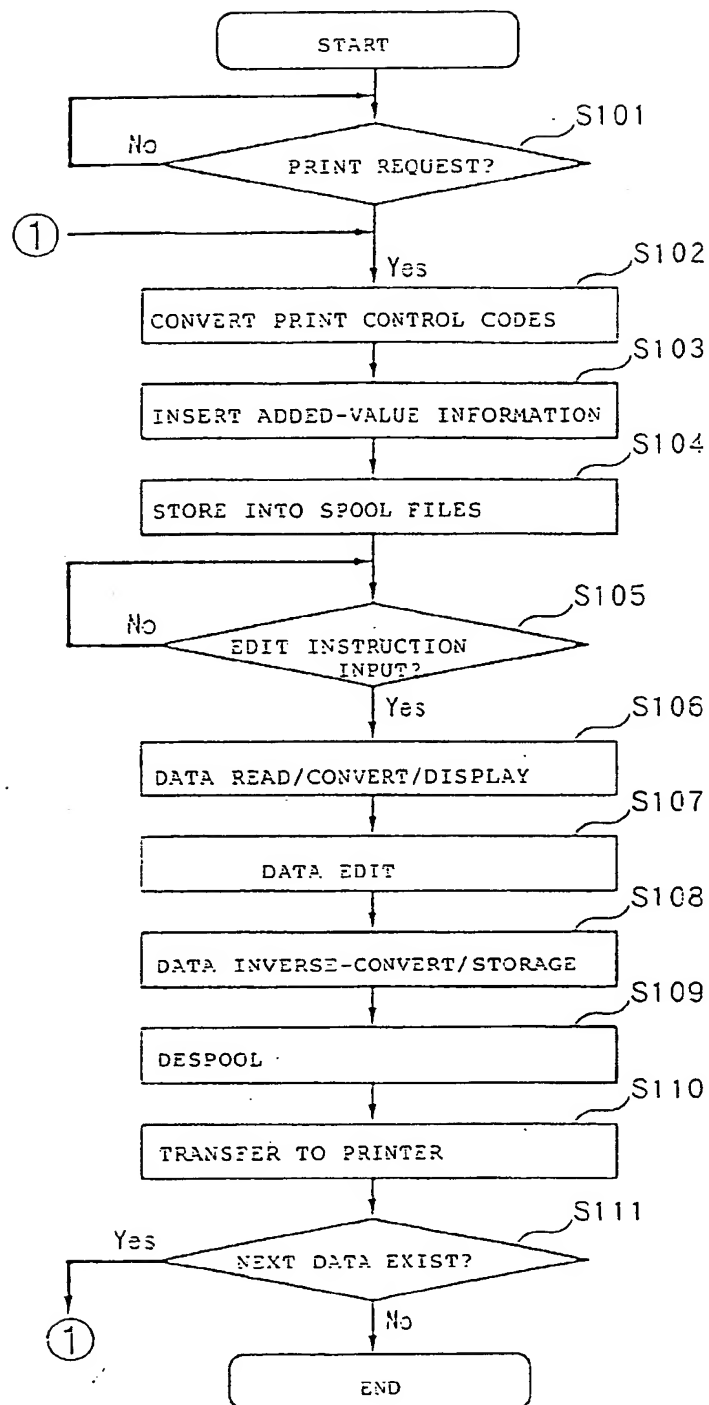 START
S101
No
PRINT REQUEST?
①
Yes
S102
CONVERT PRINT CONTROL CODES
S103
INSERT ADDED-VALUE INFORMATION
S104
STORE INTO SPOOL FILES
S105
No
EDIT INSTRUCTION
INPUT?
Yes
S106
DATA READ/CONVERT/DISPLAY
S107
DATA EDIT
S108
DATA INVERSE-CONVERT/STORAGE
S109
DESPOOL
S110
TRANSFER TO PRINTER
S111
Yes
NEXT DATA EXIST?
①
No
END